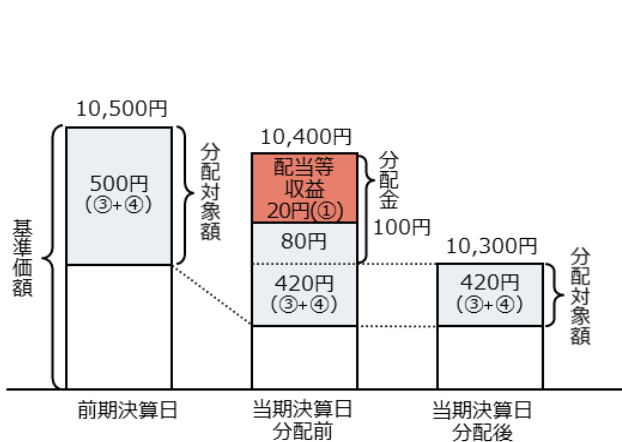 10,500円
500円
(③+④)
分配対象額
基準価額
前期決算日
10,400円
配当等
収益
20円(①)
80円
420円
(③+④)
分配金
100円
当期決算日
分配前
10,300円
420円
(③+④)
分配対象額
当期決算日
分配後